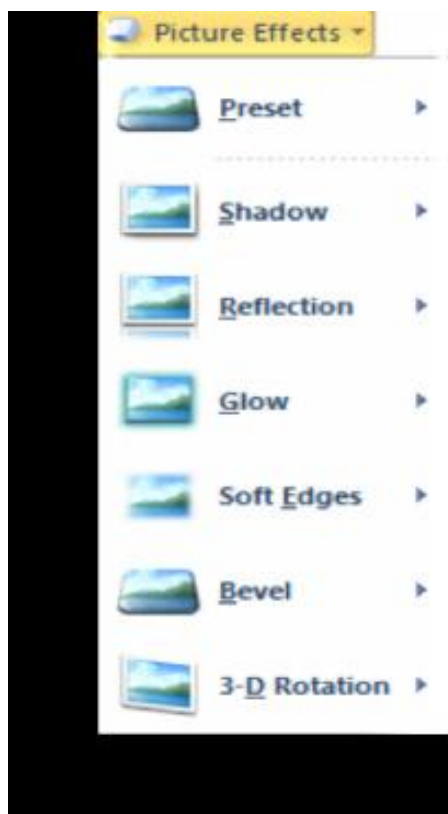 Picture Effects
Preset
Shadow
Reflection
Glow
Soft Edges
Bevel
3-D Rotation